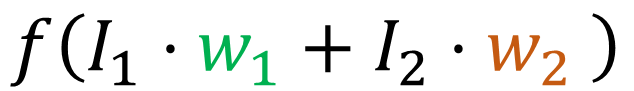 f(I₁ · w₁ + I₂ · w₂ )